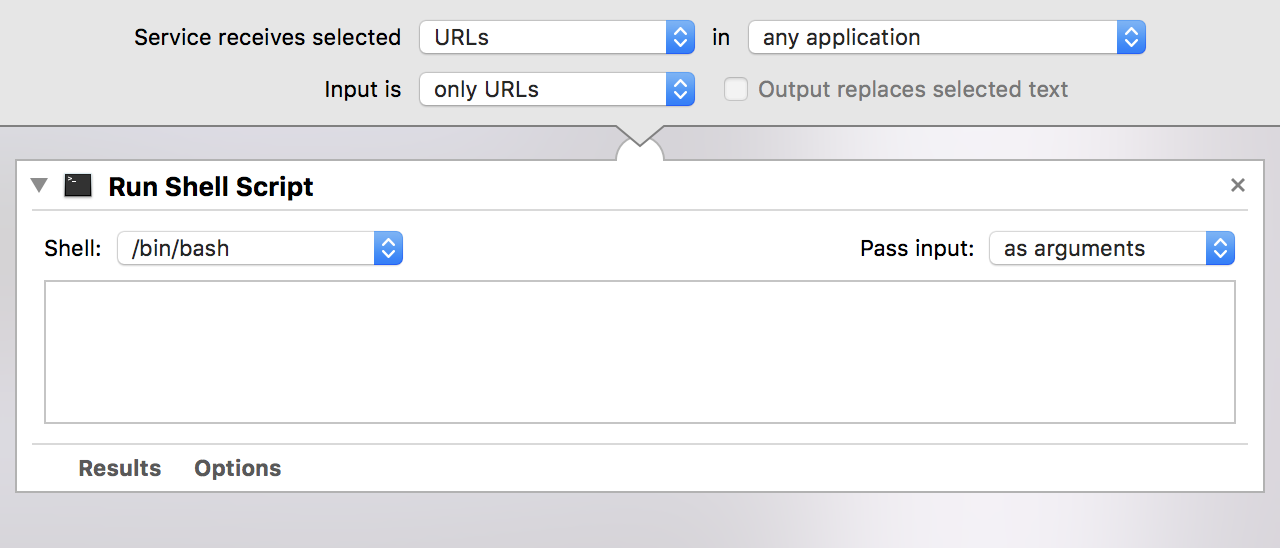 Service receives selected URLs in any application
Input is only URLs Output replaces selected text
>_
Run Shell Script
Shell: /bin/bash Pass input: as arguments
Results Options